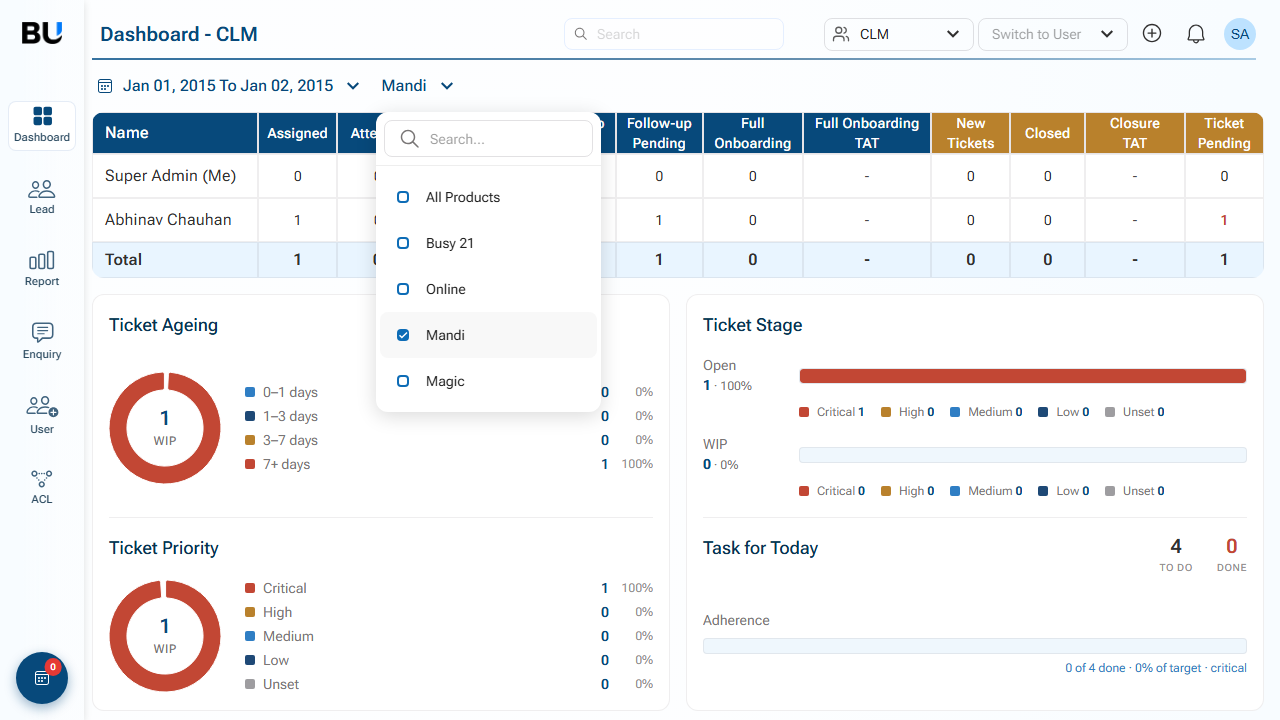 BU
Dashboard - CLM
Search
CLM
Switch to User
SA
Jan 01, 2015 To Jan 02, 2015
Mandi
Dashboard
Lead
Report
Enquiry
User
ACL
0
Name Assigned Follow-up Pending Full Onboarding Full Onboarding TAT New Tickets Closed Closure TAT Ticket Pending
Super Admin (Me) 0 0 0 - 0 0 - 0
Abhinav Chauhan 1 1 0 - 0 0 - 1
Total 1 1 0 - 0 0 - 1
Search...
All Products
Busy 21
Online
Mandi
Magic
Ticket Ageing
1
WIP
0–1 days 0 0%
1–3 days 0 0%
3–7 days 0 0%
7+ days 1 100%
Ticket Priority
1
WIP
Critical 1 100%
High 0 0%
Medium 0 0%
Low 0 0%
Unset 0 0%
Ticket Stage
Open
1 · 100%
Critical 1 High 0 Medium 0 Low 0 Unset 0
WIP
0 · 0%
Critical 0 High 0 Medium 0 Low 0 Unset 0
Task for Today
4
TO DO
0
DONE
Adherence
0 of 4 done · 0% of target · critical